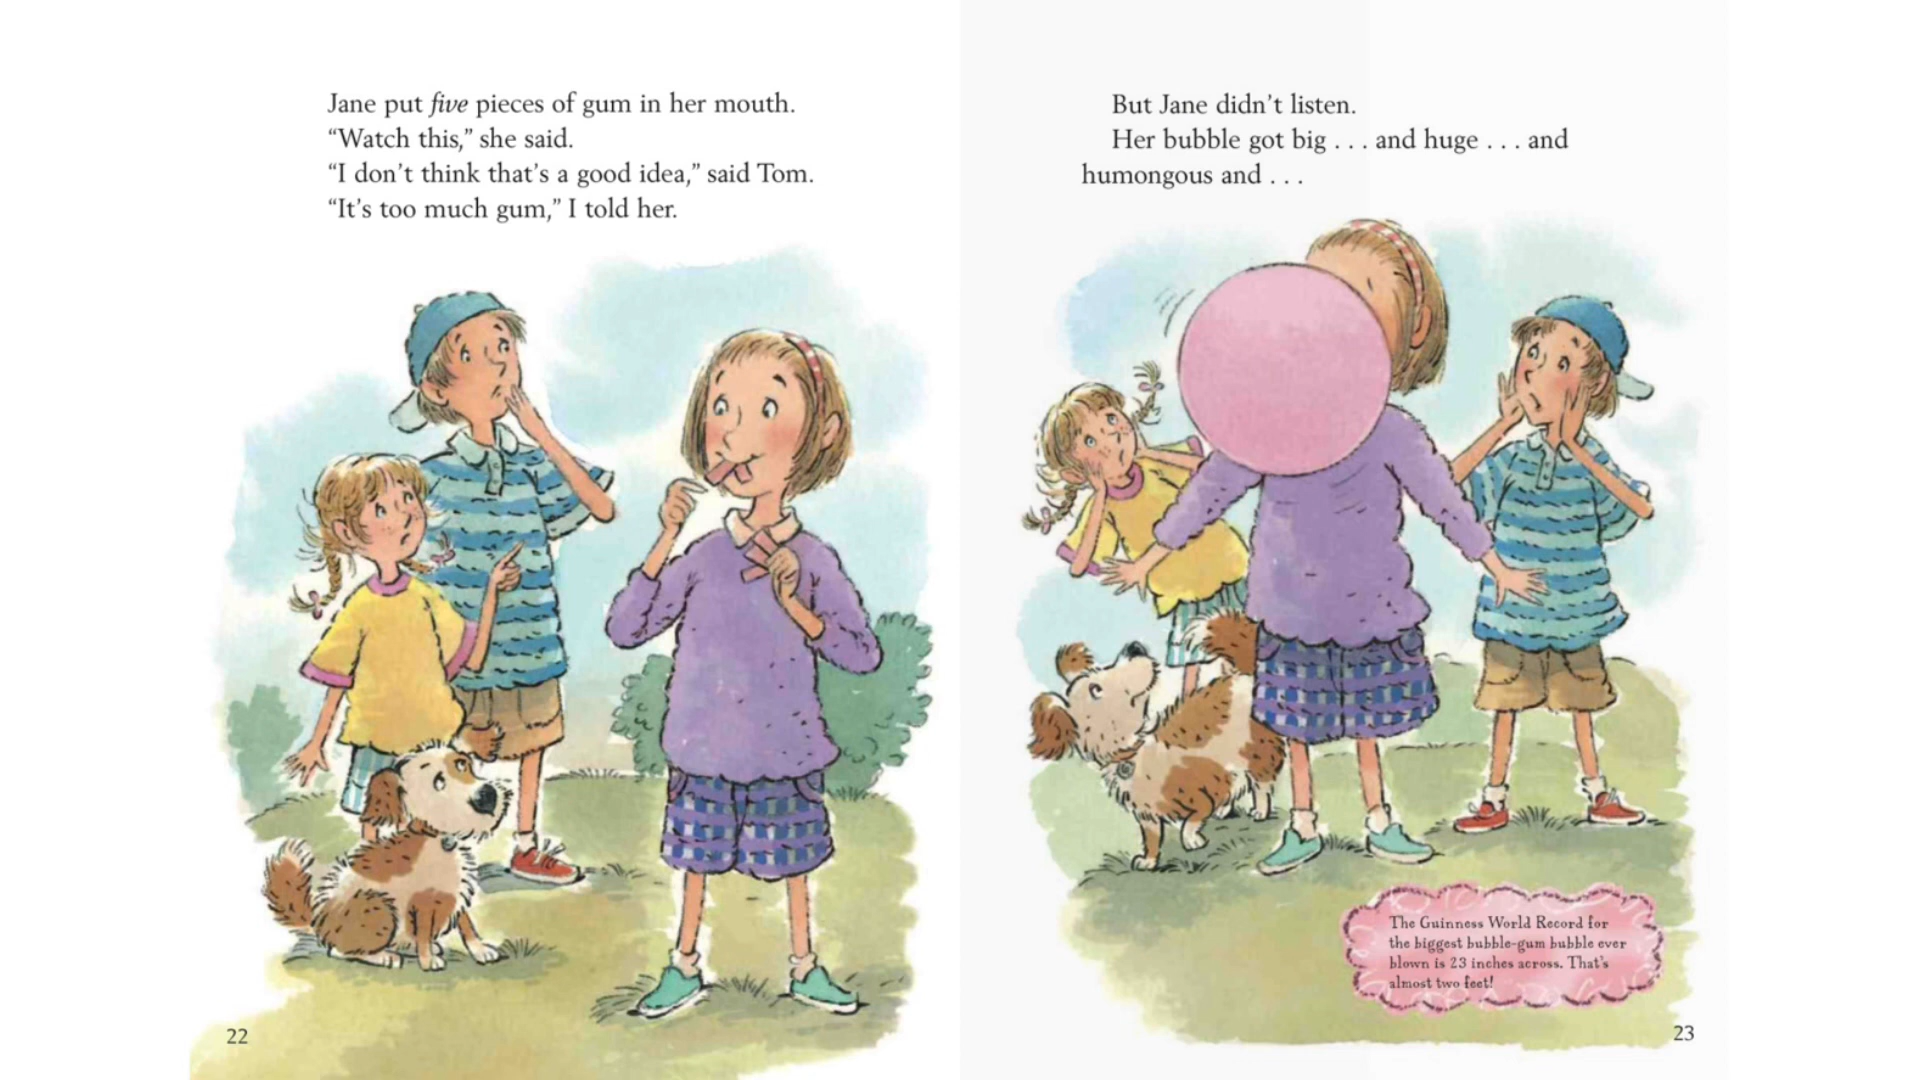 Jane put five pieces of gum in her mouth.
“Watch this,” she said.
“I don’t think that’s a good idea,” said Tom.
“It’s too much gum,” I told her.
22
But Jane didn’t listen.
Her bubble got big . . . and huge . . . and
humongous and . . .
The Guinness World Record for
the biggest bubble-gum bubble ever
blown is 23 inches across. That’s
almost two feet!
23